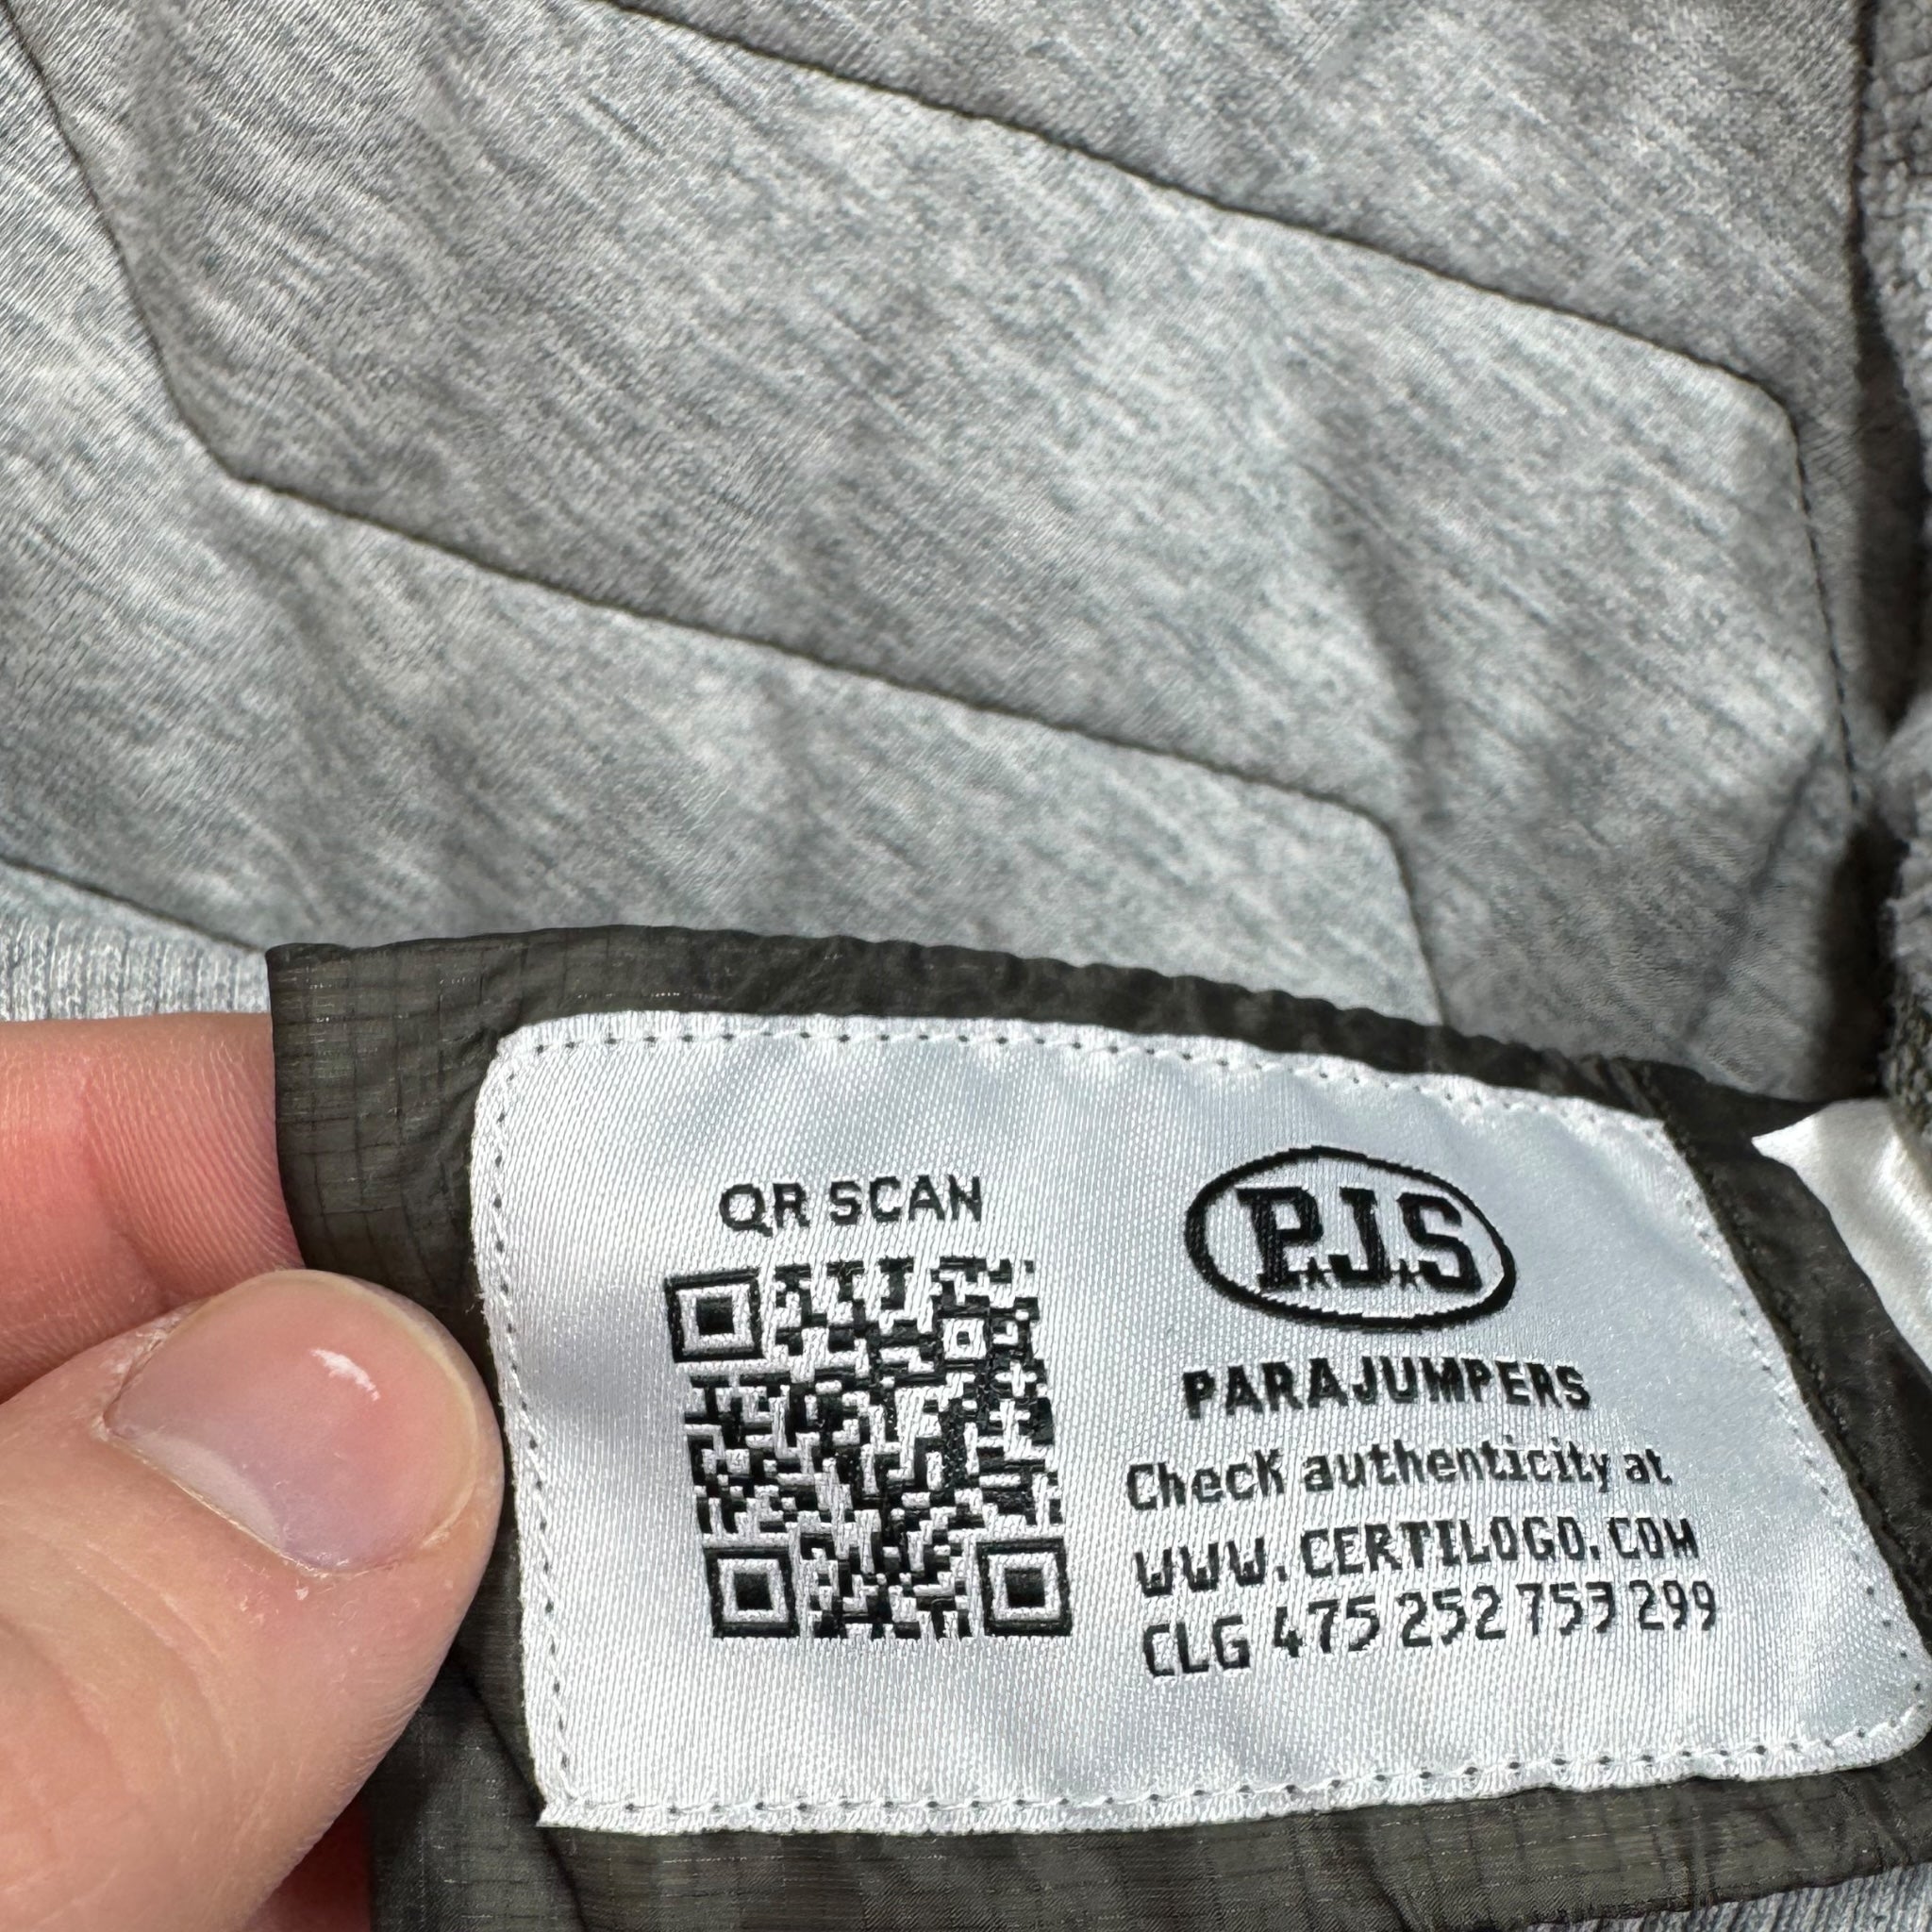 QR SCAN
P.J.S
PARAJUMPERS
Check authenticity at
WWW.CERTILOGO.COM
CLG 475 252 753 299